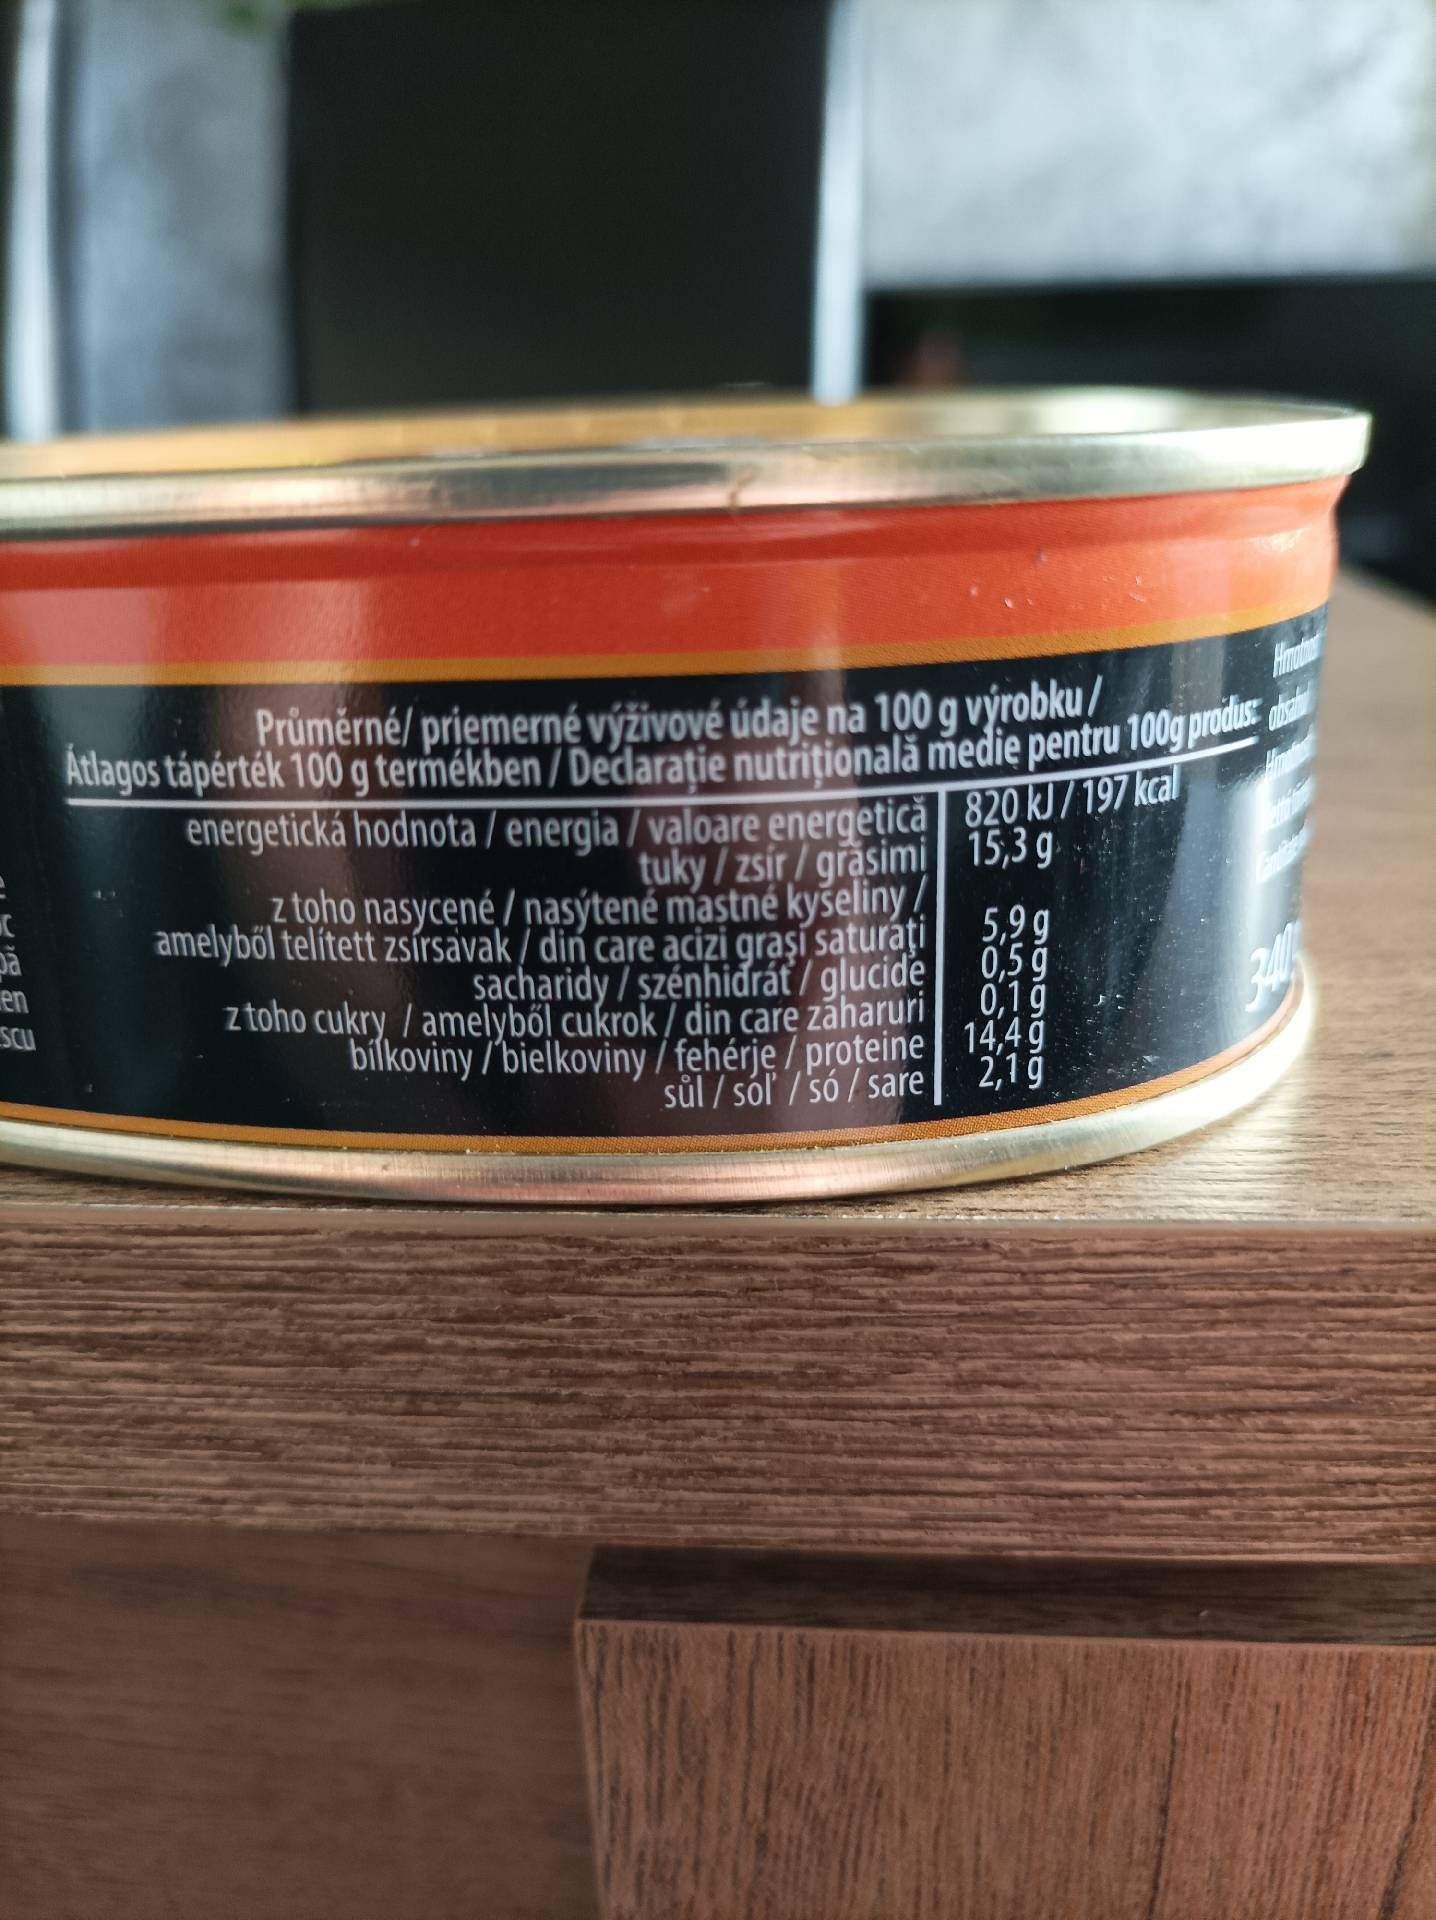 Průměrné/ priemerné výživové údaje na 100 g výrobku /
Átlagos tápérték 100 g termékben / Declarație nutrițională medie pentru 100g produs:
energetická hodnota / energia / valoare energetică 820 kJ / 197 kcal
tuky / zsír / grăsimi 15,3 g
z toho nasycené / nasýtené mastné kyseliny /
amelyből telített zsírsavak / din care acizi grași saturați 5,9 g
sacharidy / szénhidrát / glucide 0,5 g
z toho cukry / amelyből cukrok / din care zaharuri 0,1 g
bílkoviny / bielkoviny / fehérje / proteine 14,4 g
sůl / soľ / só / sare 2,1 g
340